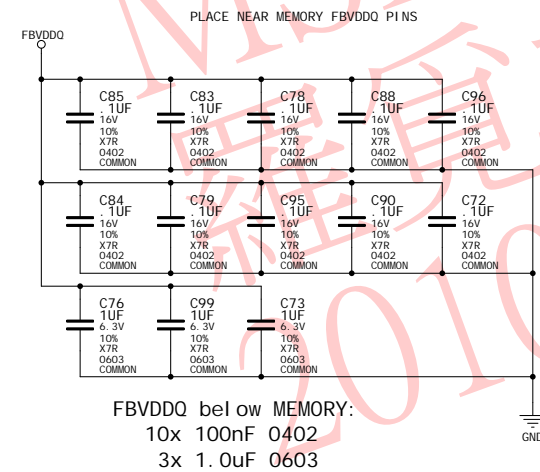 PLACE NEAR MEMORY FBVDDQ PINS
FBVDDQ
C85
.1UF
16V
10%
X7R
0402
COMMON
C83
.1UF
16V
10%
X7R
0402
COMMON
C78
.1UF
16V
10%
X7R
0402
COMMON
C88
.1UF
16V
10%
X7R
0402
COMMON
C96
.1UF
16V
10%
X7R
0402
COMMON
C84
.1UF
16V
10%
X7R
0402
COMMON
C79
.1UF
16V
10%
X7R
0402
COMMON
C95
.1UF
16V
10%
X7R
0402
COMMON
C90
.1UF
16V
10%
X7R
0402
COMMON
C72
.1UF
16V
10%
X7R
0402
COMMON
C76
1UF
6.3V
10%
X7R
0603
COMMON
C99
1UF
6.3V
10%
X7R
0603
COMMON
C73
1UF
6.3V
10%
X7R
0603
COMMON
GND
FBVDDQ below MEMORY:
10x 100nF 0402
3x 1.0uF 0603
羅
2010